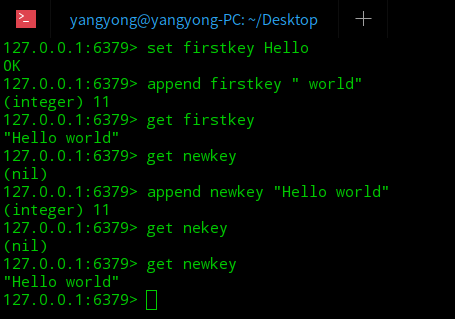 yangyong@yangyong-PC: ~/Desktop
127.0.0.1:6379> set firstkey Hello
OK
127.0.0.1:6379> append firstkey " world"
(integer) 11
127.0.0.1:6379> get firstkey
"Hello world"
127.0.0.1:6379> get newkey
(nil)
127.0.0.1:6379> append newkey "Hello world"
(integer) 11
127.0.0.1:6379> get nekey
(nil)
127.0.0.1:6379> get newkey
"Hello world"
127.0.0.1:6379>